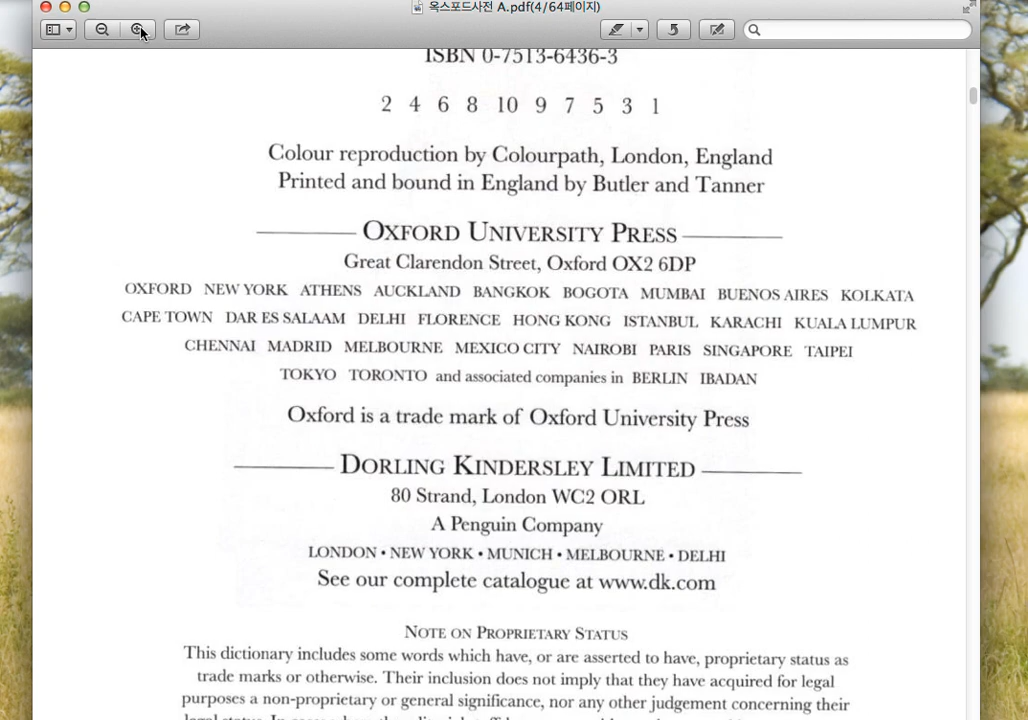 옥스포드사전 A.pdf(4/64페이지)
ISBN 0-7513-6436-3
2 4 6 8 10 9 7 5 3 1
Colour reproduction by Colourpath, London, England
Printed and bound in England by Butler and Tanner
OXFORD UNIVERSITY PRESS
Great Clarendon Street, Oxford OX2 6DP
OXFORD NEW YORK ATHENS AUCKLAND BANGKOK BOGOTA MUMBAI BUENOS AIRES KOLKATA
CAPE TOWN DAR ES SALAAM DELHI FLORENCE HONG KONG ISTANBUL KARACHI KUALA LUMPUR
CHENNAI MADRID MELBOURNE MEXICO CITY NAIROBI PARIS SINGAPORE TAIPEI
TOKYO TORONTO and associated companies in BERLIN IBADAN
Oxford is a trade mark of Oxford University Press
DORLING KINDERSLEY LIMITED
80 Strand, London WC2 ORL
A Penguin Company
LONDON • NEW YORK • MUNICH • MELBOURNE • DELHI
See our complete catalogue at www.dk.com
NOTE ON PROPRIETARY STATUS
This dictionary includes some words which have, or are asserted to have, proprietary status as
trade marks or otherwise. Their inclusion does not imply that they have acquired for legal
purposes a non-proprietary or general significance, nor any other judgement concerning their